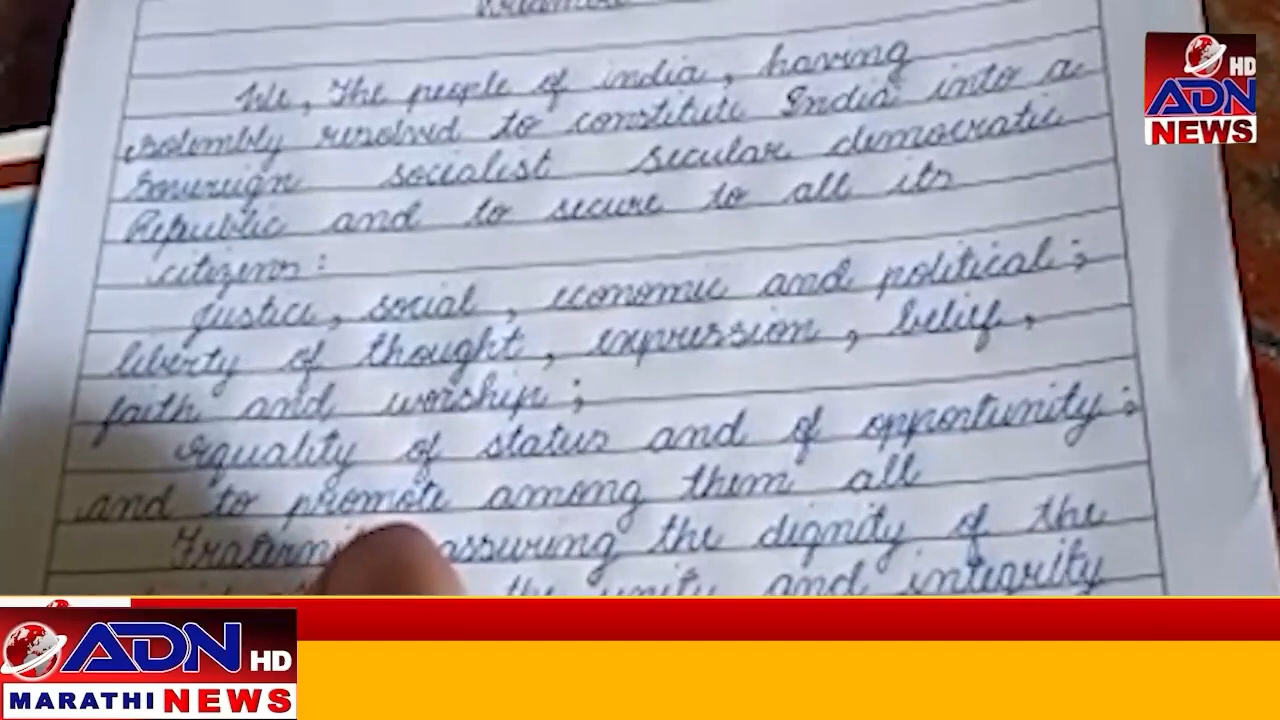 We, The people of india, having
solembly resolved to constitute India into a
Sovereign socialist secular democratic
Republic and to secure to all its
citizens:
justice, social, economic and political;
liberty of thought, expression, belief,
faith and worship;
equality of status and of opportunity:
and to promote among them all
assuring the dignity of the
the unity and integrity
HD
ADN
NEWS
ADN HD
MARATHI NEWS